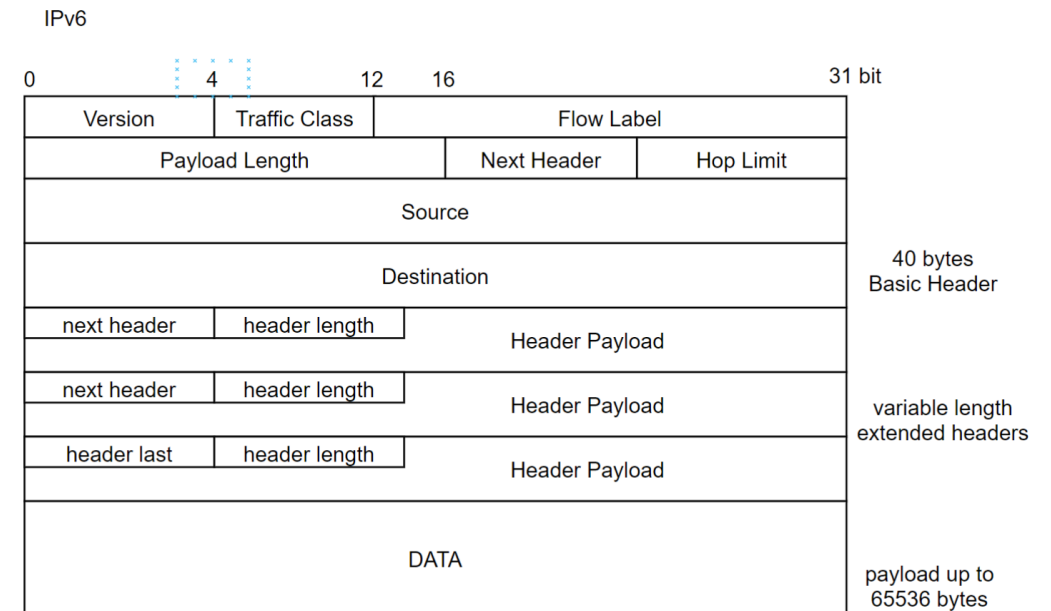 IPv6
0 4 12 16 31 bit
Version Traffic Class Flow Label
Payload Length Next Header Hop Limit
Source
Destination
40 bytes
Basic Header
next header header length
Header Payload
next header header length
Header Payload
variable length
extended headers
header last header length
Header Payload
DATA
payload up to
65536 bytes